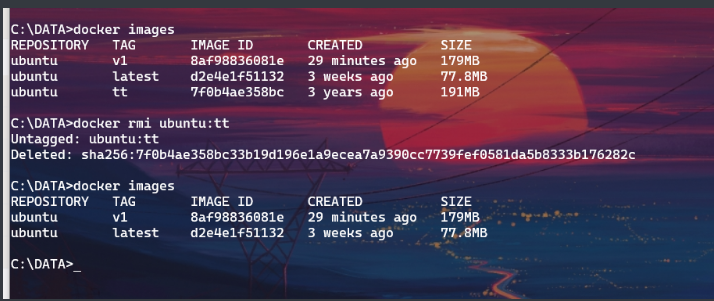 C:\DATA>docker images
REPOSITORY TAG IMAGE ID CREATED SIZE
ubuntu v1 8af98836081e 29 minutes ago 179MB
ubuntu latest d2e4e1f51132 3 weeks ago 77.8MB
ubuntu tt 7f0b4ae358bc 3 years ago 191MB
C:\DATA>docker rmi ubuntu:tt
Untagged: ubuntu:tt
Deleted: sha256:7f0b4ae358bc33b19d196e1a9ecea7a9390cc7739fef0581da5b8333b176282c
C:\DATA>docker images
REPOSITORY TAG IMAGE ID CREATED SIZE
ubuntu v1 8af98836081e 29 minutes ago 179MB
ubuntu latest d2e4e1f51132 3 weeks ago 77.8MB
C:\DATA>_